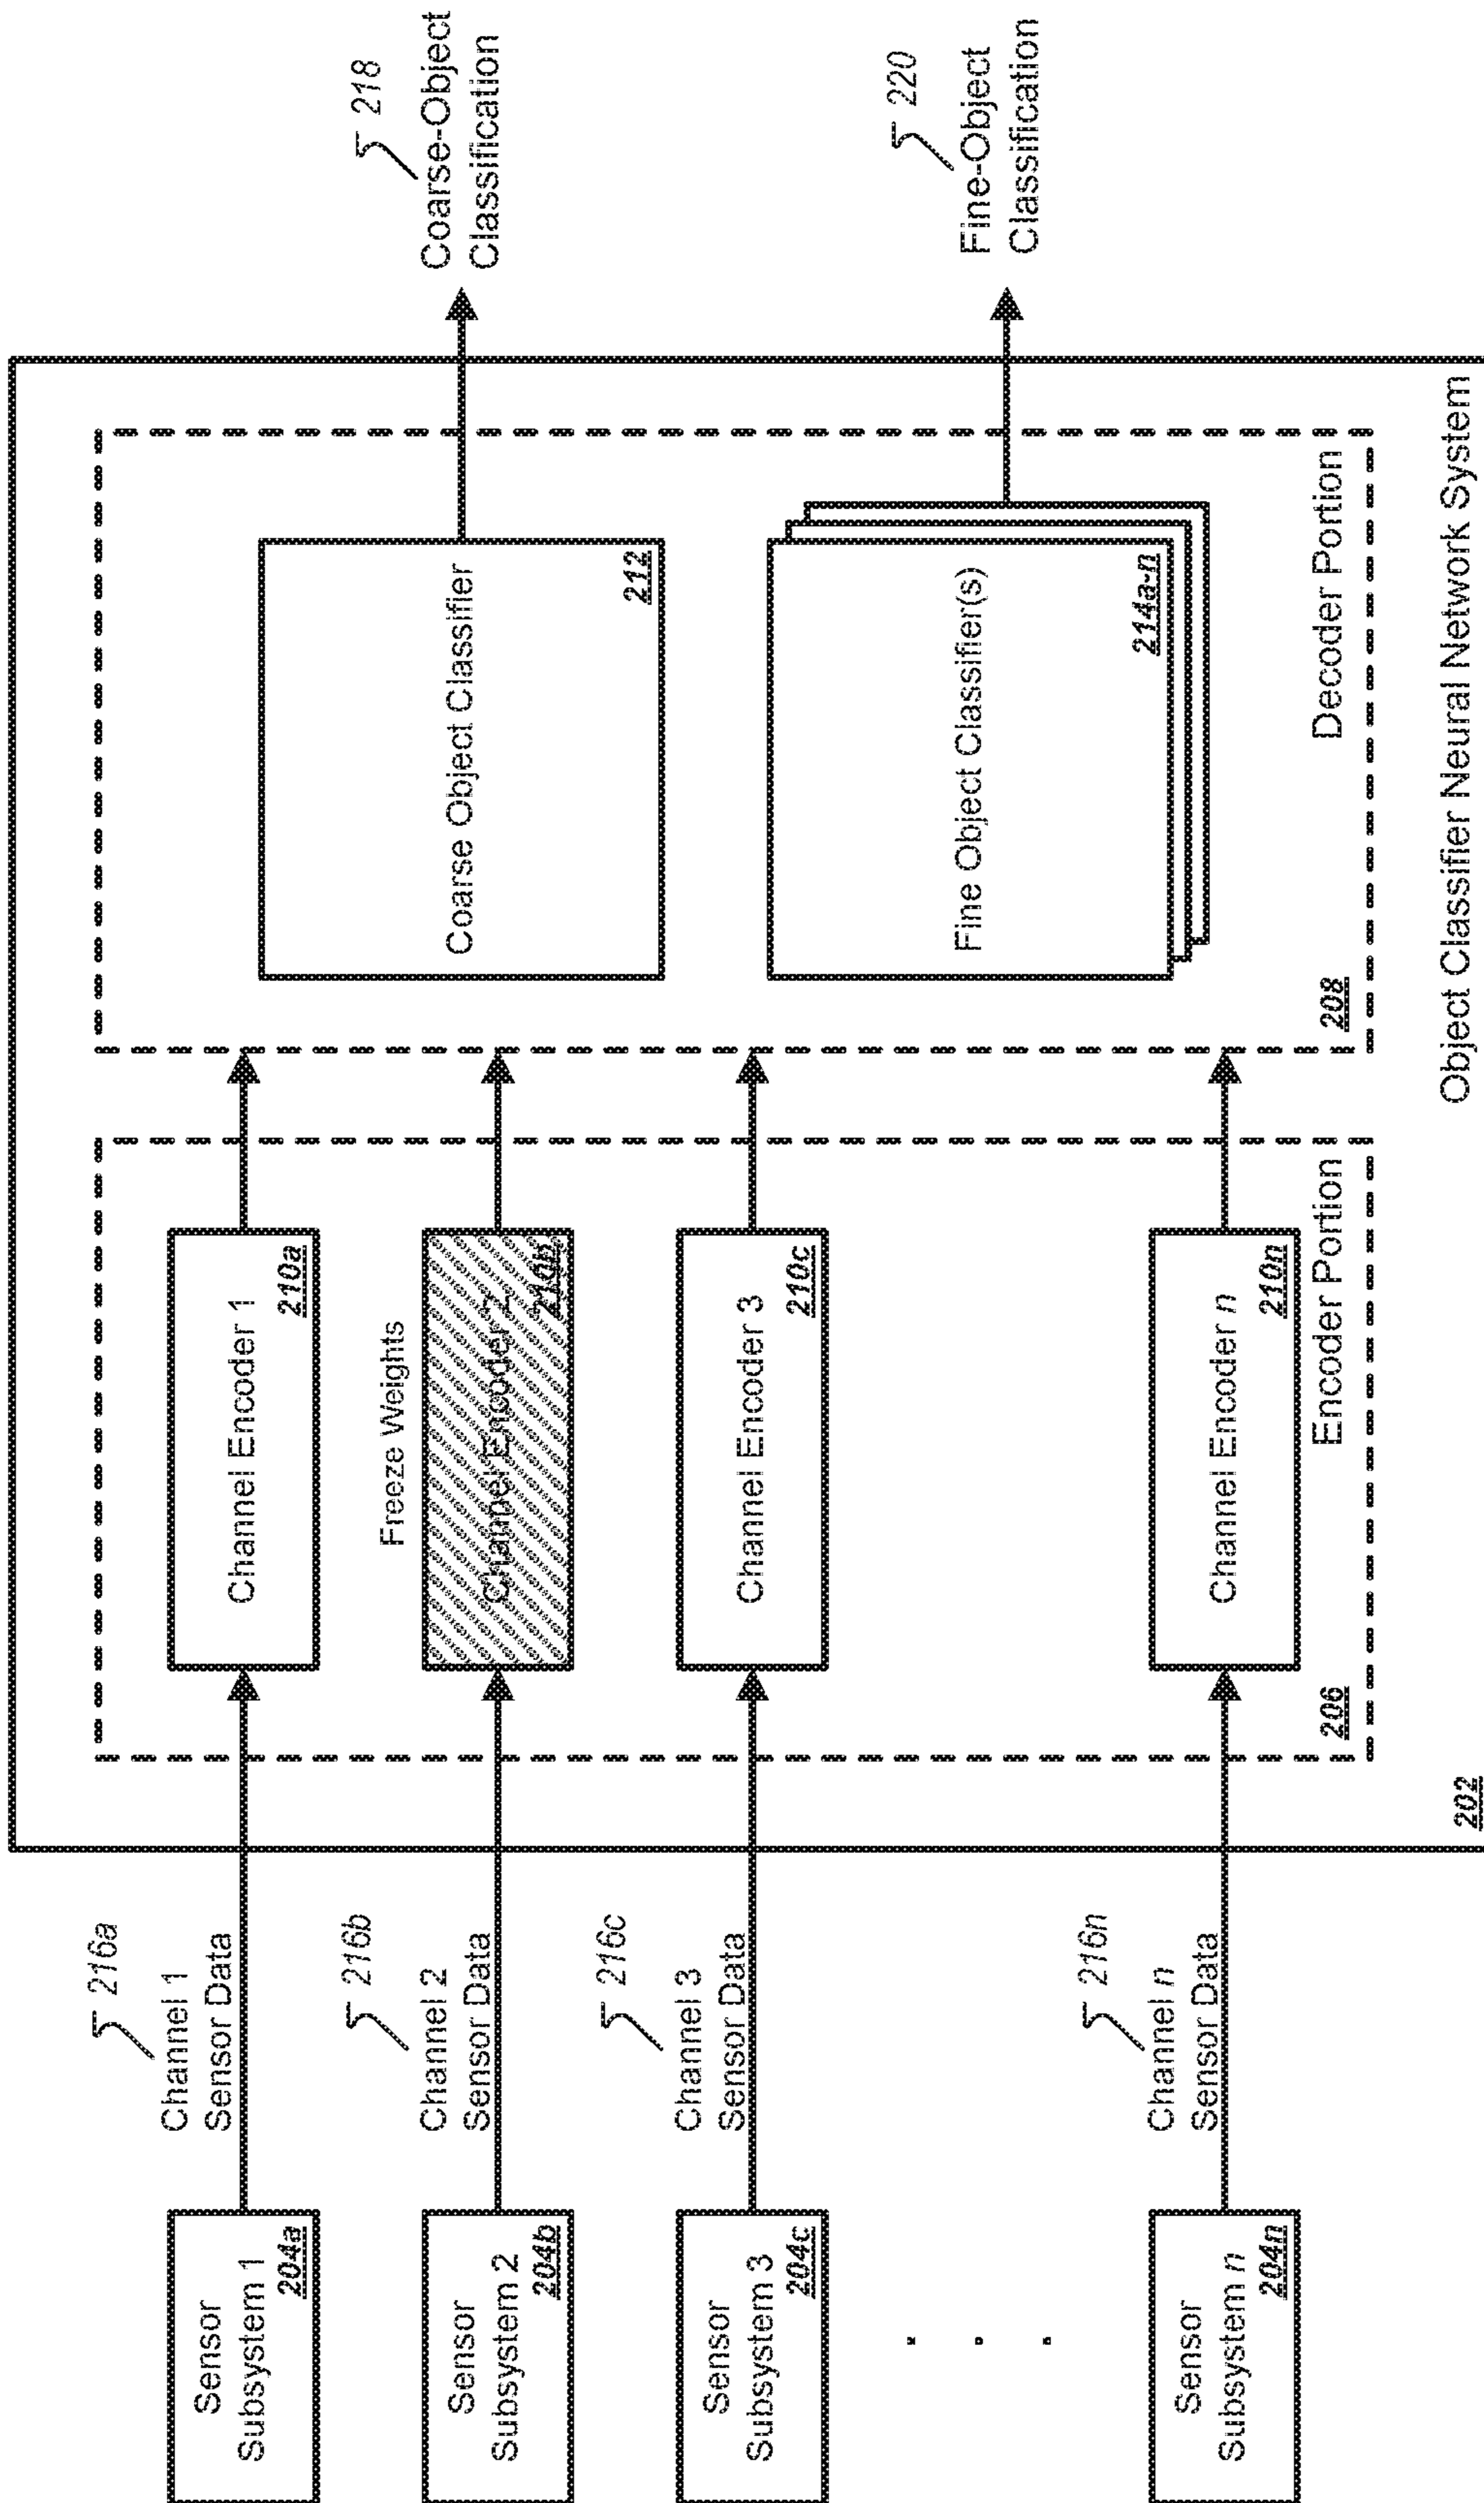 Sensor
Subsystem 1
204a
216a
Channel 1
Sensor Data
Channel Encoder 1
210a
Sensor
Subsystem 2
204b
216b
Channel 2
Sensor Data
Freeze Weights
Channel Encoder 2
210b
Sensor
Subsystem 3
204c
216c
Channel 3
Sensor Data
Channel Encoder 3
210c
. . .
Sensor
Subsystem n
204n
216n
Channel n
Sensor Data
Channel Encoder n
210n
Encoder Portion
206
Coarse Object Classifier
212
Fine Object Classifier(s)
214a-n
Decoder Portion
208
218
Coarse-Object
Classification
220
Fine-Object
Classification
202
Object Classifier Neural Network System